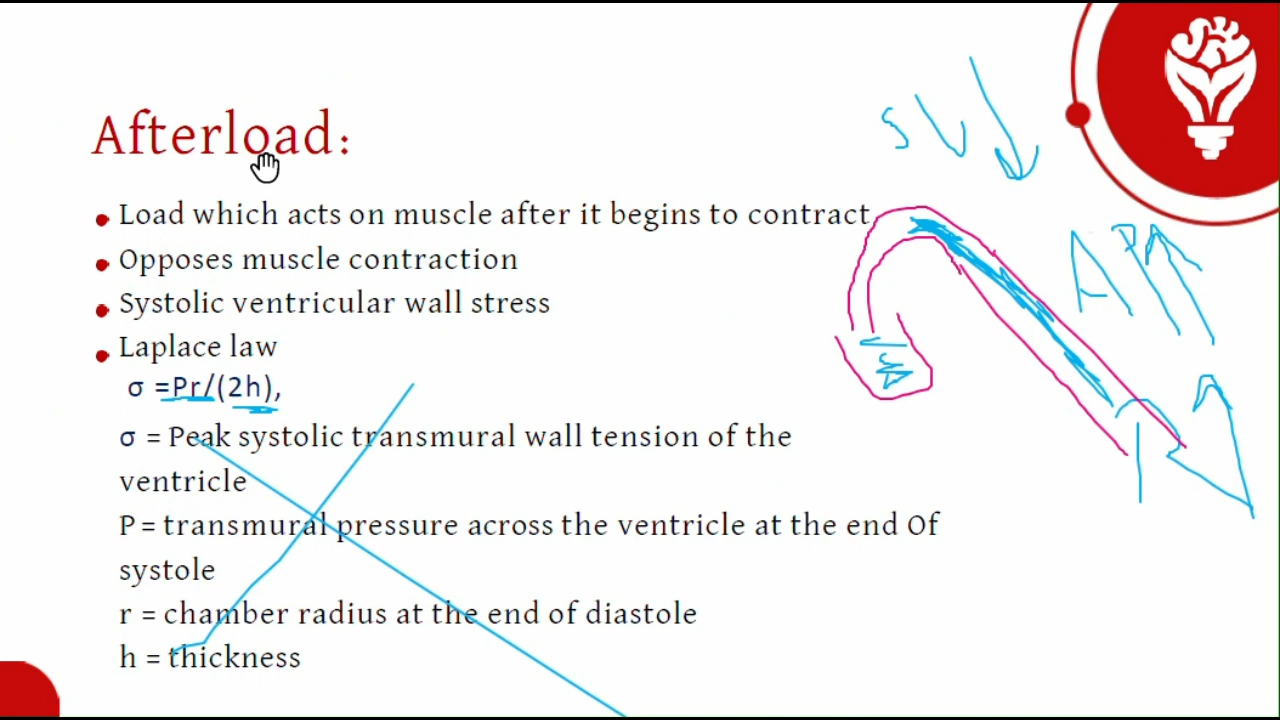 Afterload:
Load which acts on muscle after it begins to contract
Opposes muscle contraction
Systolic ventricular wall stress
Laplace law
σ =Pr/(2h),
σ = Peak systolic transmural wall tension of the
ventricle
P = transmural pressure across the ventricle at the end Of
systole
r = chamber radius at the end of diastole
h = thickness
SV